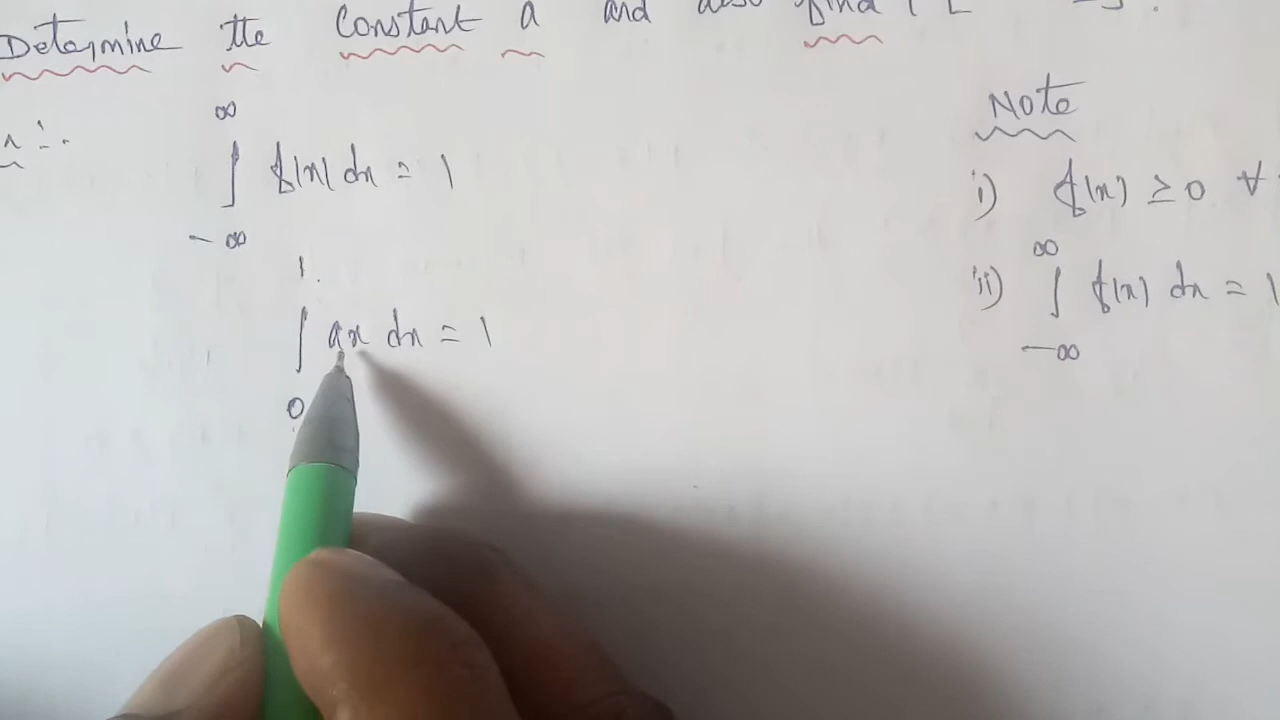 Determine the Constant a and also find
∞
∫ f(x) dx = 1
- ∞
1
∫ ax dx = 1
0
Note
i) f(x) ≥ 0 ∀
∞
ii) ∫ f(x) dx = 1
-∞